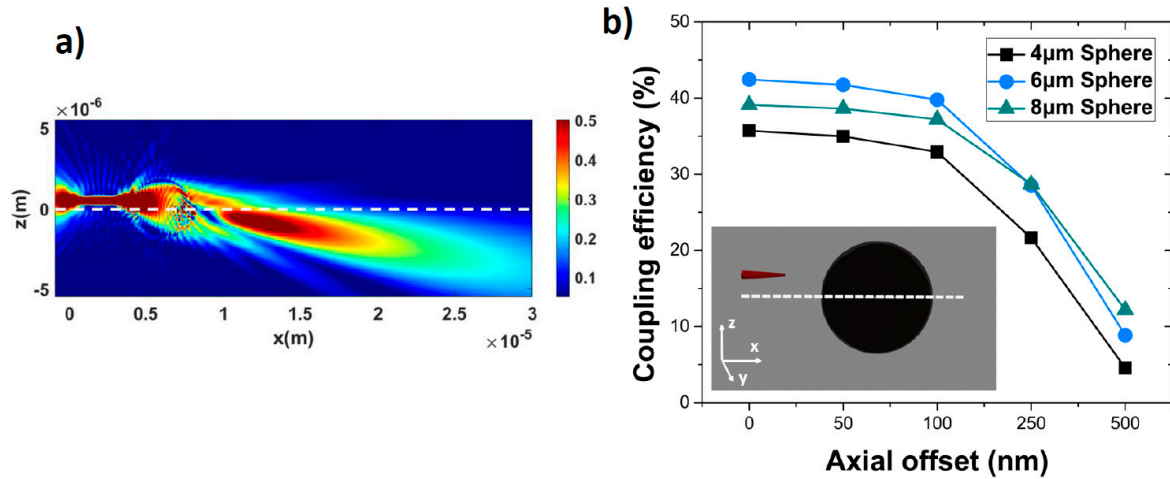 a)
×10⁻⁶
5
0
-5
z(m)
0
0.5
1
1.5
2
2.5
3
x(m)
×10⁻⁵
0.5
0.4
0.3
0.2
0.1
b)
50
40
30
20
10
0
Coupling efficiency (%)
4μm Sphere
6μm Sphere
8μm Sphere
z
x
y
0
50
100
250
500
Axial offset (nm)